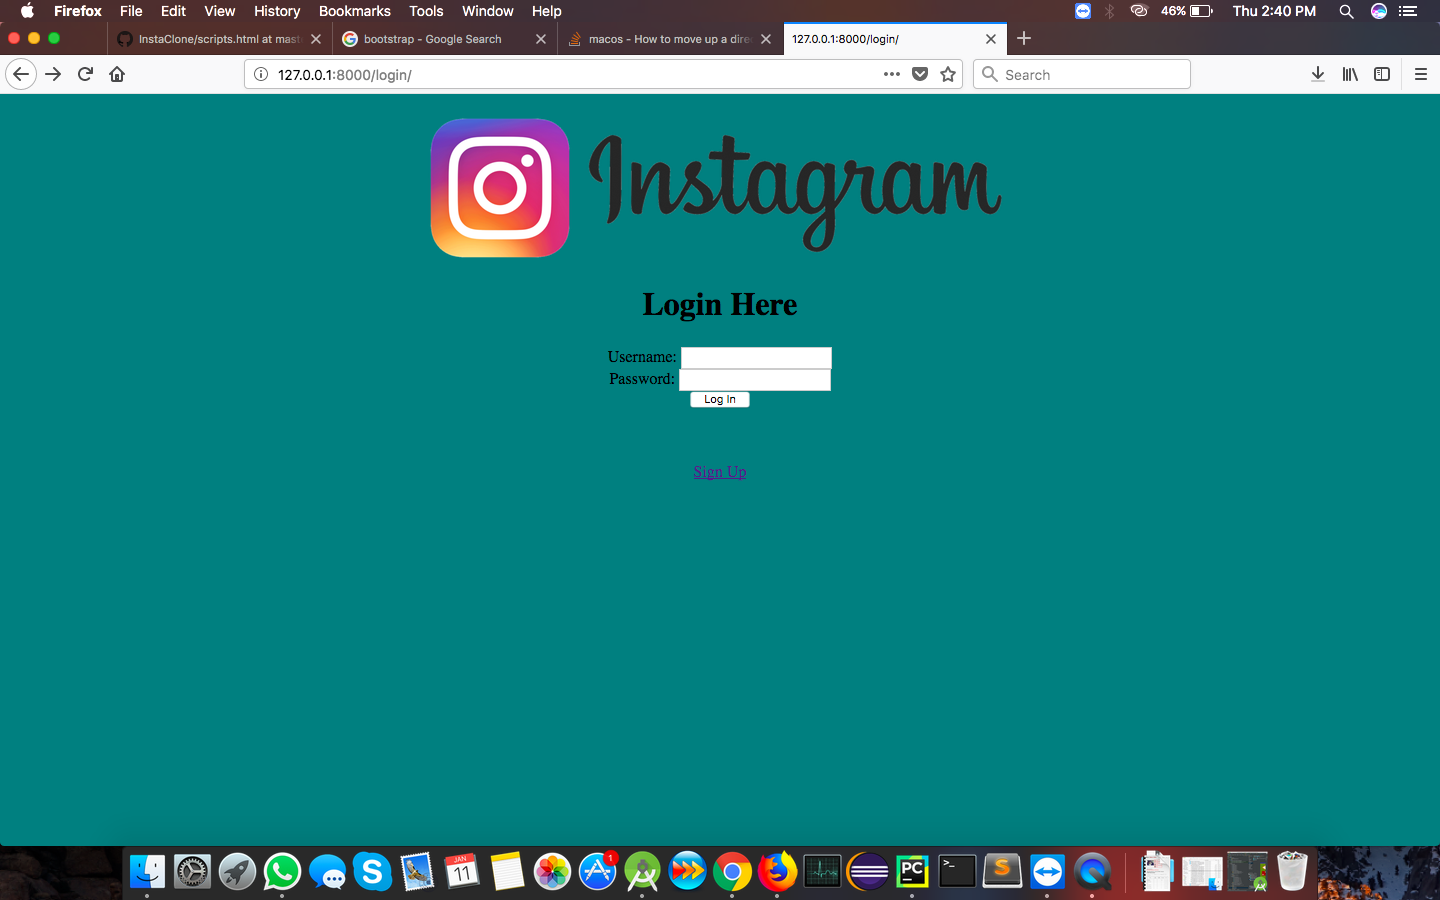 Firefox File Edit View History Bookmarks Tools Window Help 46% Thu 2:40 PM
InstaClone/scripts.html at mast bootstrap - Google Search macos - How to move up a dire 127.0.0.1:8000/login/
127.0.0.1:8000/login/ Search
Instagram
Login Here
Username:
Password:
Log In
Sign Up
JAN
11
1
PC
>_